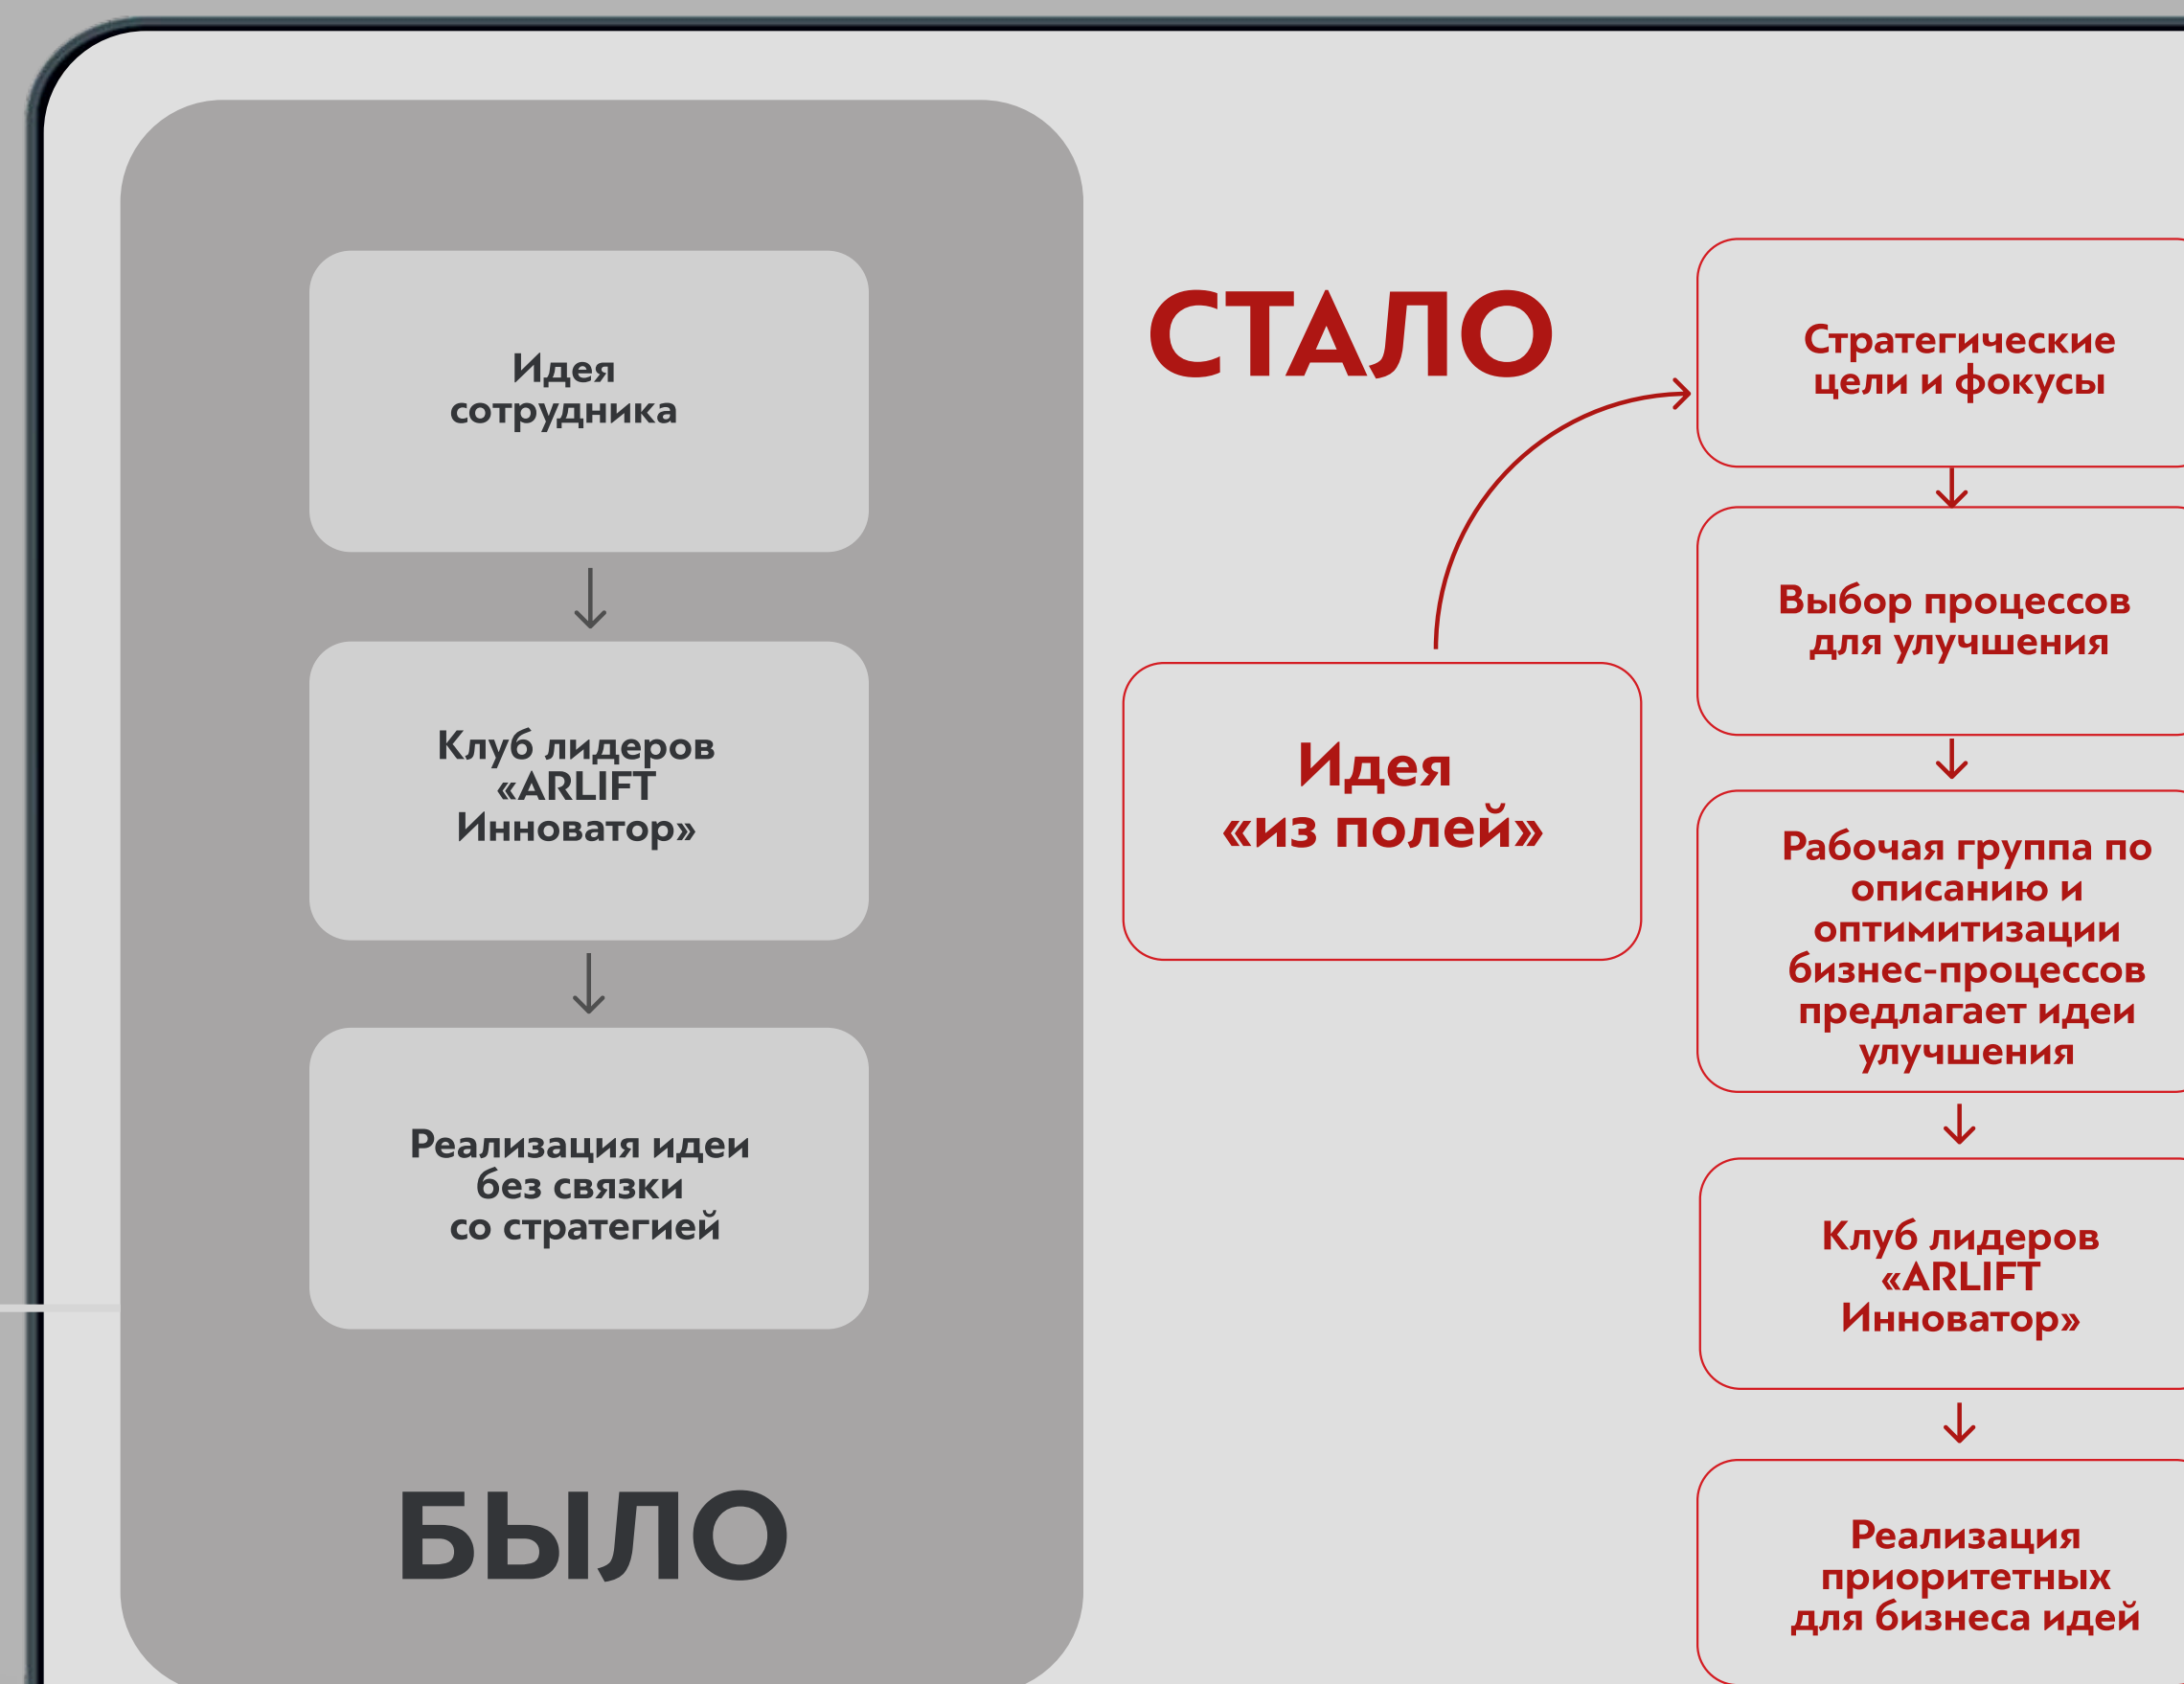 Идея
сотрудника
Клуб лидеров
«ARLIFT
Инноватор»
Реализация идеи
без связки
со стратегией
БЫЛО
СТАЛО
Идея
«из полей»
Стратегические
цели и фокусы
Выбор процессов
для улучшения
Рабочая группа по
описанию и
оптимитизации
бизнес-процессов
предлагает идеи
улучшения
Клуб лидеров
«ARLIFT
Инноватор»
Реализация
приоритетных
для бизнеса идей